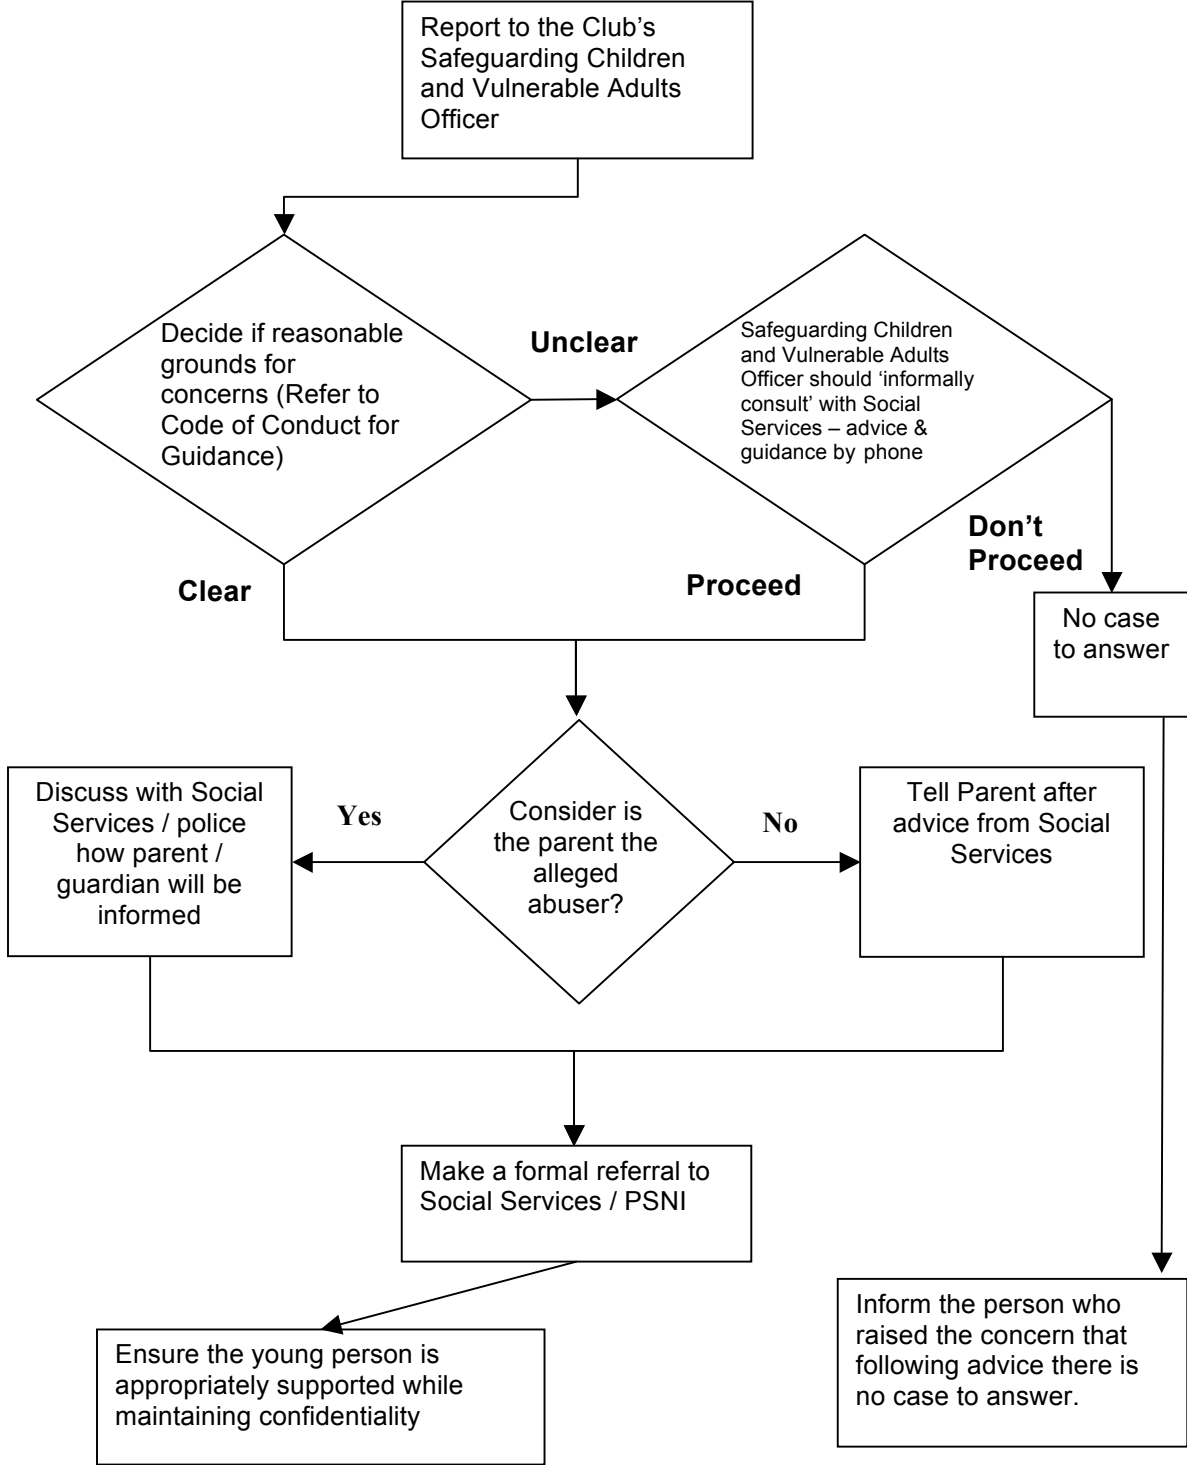 Report to the Club’s
Safeguarding Children
and Vulnerable Adults
Officer
Decide if reasonable
grounds for
concerns (Refer to
Code of Conduct for
Guidance)
Unclear
Safeguarding Children
and Vulnerable Adults
Officer should ‘informally
consult’ with Social
Services – advice &
guidance by phone
Don’t
Proceed
Clear
Proceed
No case
to answer
Discuss with Social
Services / police
how parent /
guardian will be
informed
Yes
Consider is
the parent the
alleged
abuser?
No
Tell Parent after
advice from Social
Services
Make a formal referral to
Social Services / PSNI
Inform the person who
raised the concern that
following advice there is
no case to answer.
Ensure the young person is
appropriately supported while
maintaining confidentiality